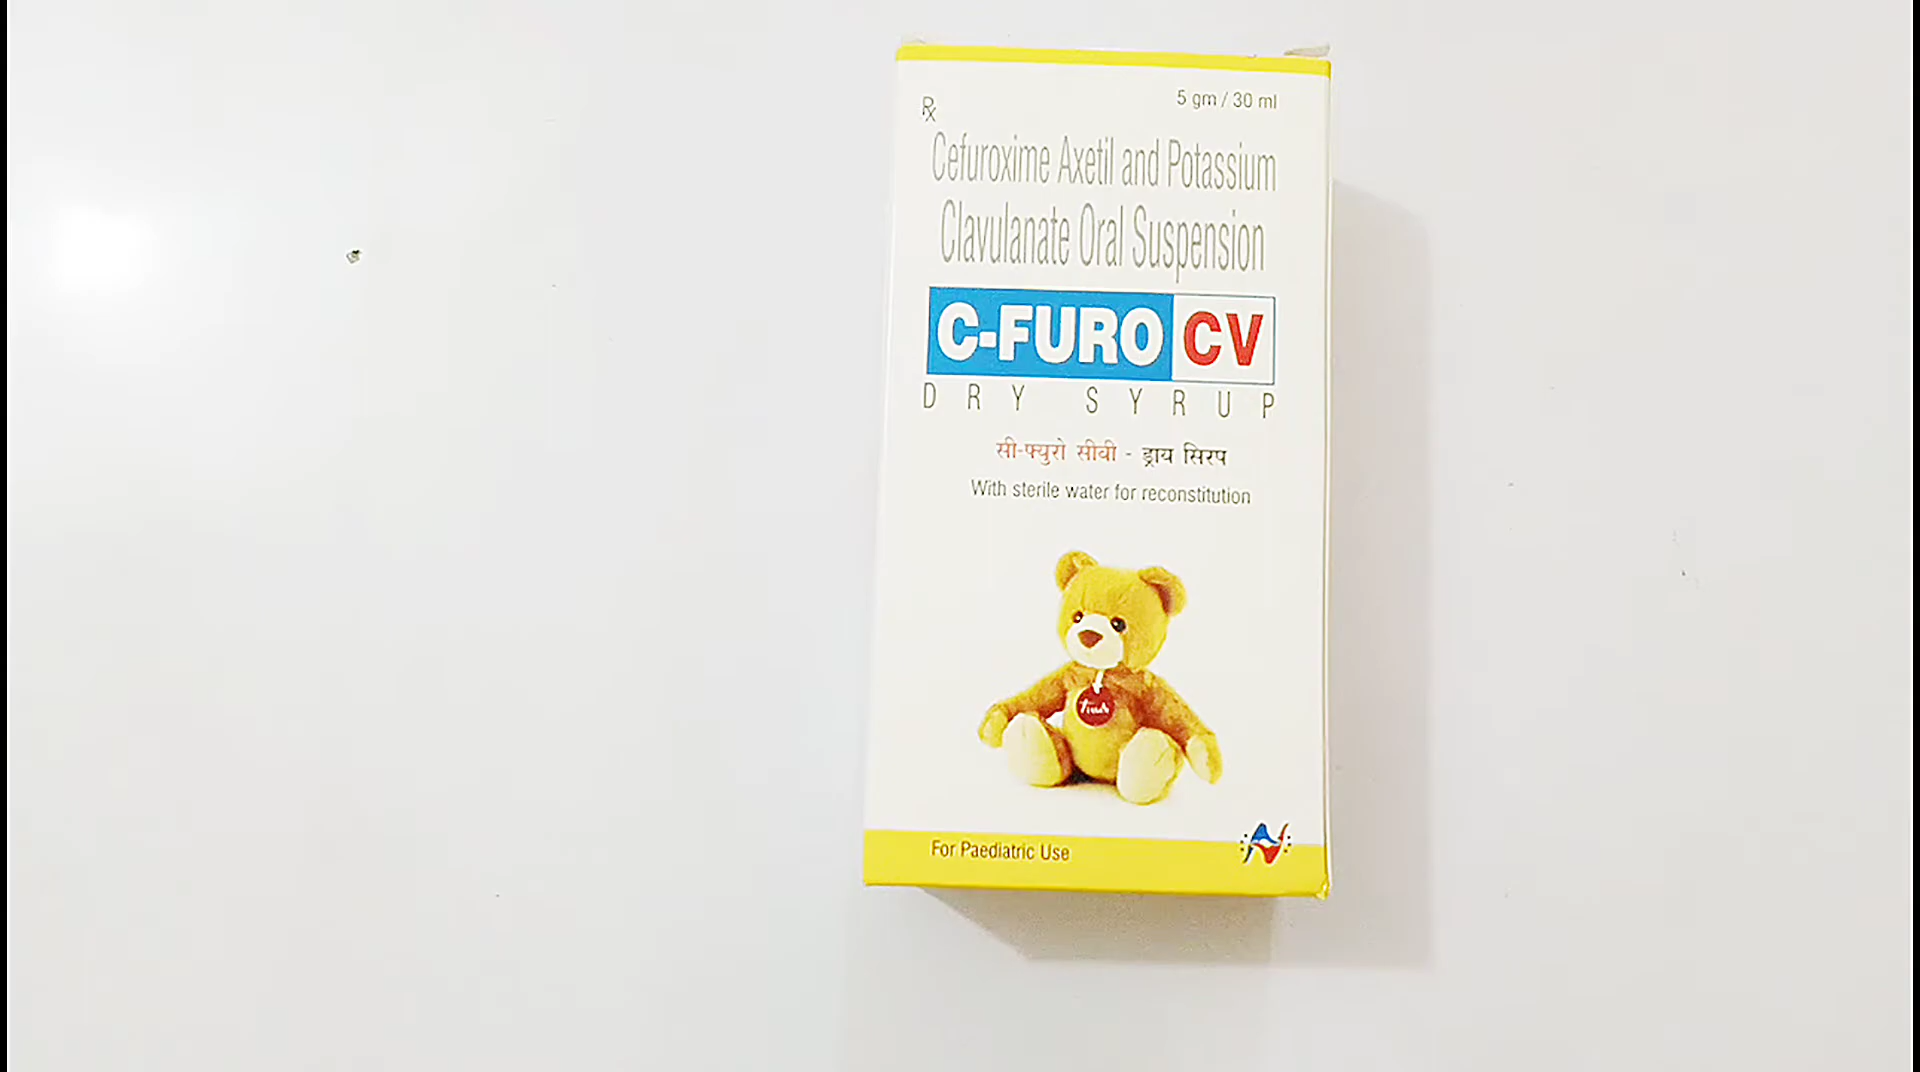 5 gm / 30 ml
Rx
Cefuroxime Axetil and Potassium
Clavulanate Oral Suspension
C-FURO CV
DRY SYRUP
सी-फ्युरो सीवी - ड्राय सिरप
With sterile water for reconstitution
For Paediatric Use